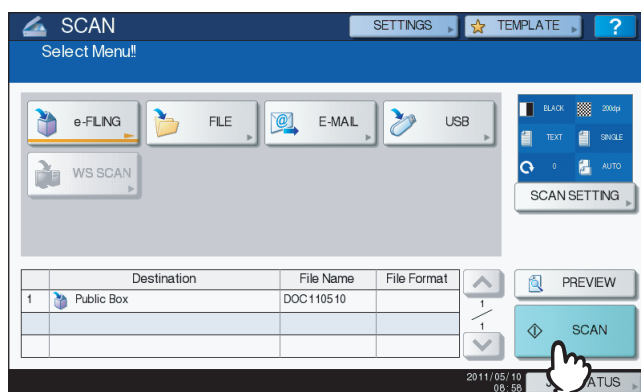 SCAN
SETTINGS
TEMPLATE
?
Select Menu!!
e-FILING
FILE
E-MAIL
USB
WS SCAN
BLACK
200dpi
TEXT
SINGLE
0
AUTO
SCAN SETTING
Destination
File Name
File Format
1
Public Box
DOC110510
1
1
PREVIEW
SCAN
2011/05/10
08:58